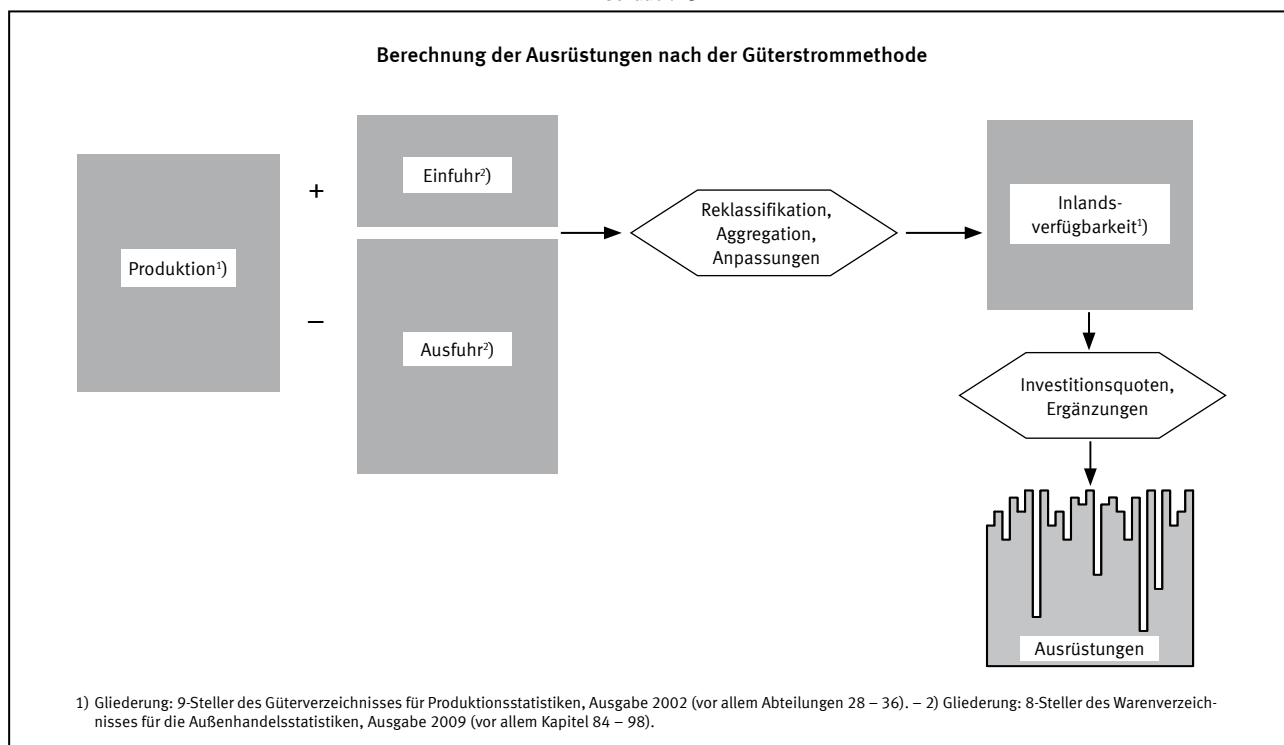 Berechnung der Ausrüstungen nach der Güterstrommethode
Produktion¹)
+
–
Einfuhr²)
Ausfuhr²)
Reklassifikation,
Aggregation,
Anpassungen
Inlands-
verfügbarkeit¹)
Investitionsquoten,
Ergänzungen
Ausrüstungen
1) Gliederung: 9-Steller des Güterverzeichnisses für Produktionsstatistiken, Ausgabe 2002 (vor allem Abteilungen 28 – 36). – 2) Gliederung: 8-Steller des Warenverzeich-
nisses für die Außenhandelsstatistiken, Ausgabe 2009 (vor allem Kapitel 84 – 98).